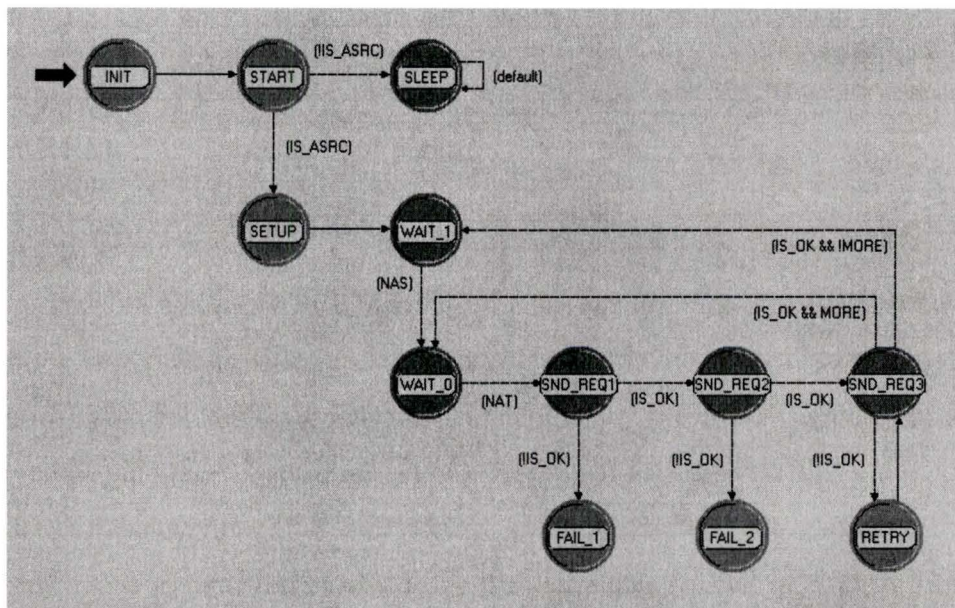 (!IS_ASRC)
INIT
START
SLEEP
(default)
(IS_ASRC)
SETUP
WAIT_1
(IS_OK && !MORE)
(NAS)
(IS_OK && MORE)
WAIT_0
SND_REQ1
SND_REQ2
SND_REQ3
(NAT)
(IS_OK)
(IS_OK)
(!IS_OK)
(!IS_OK)
(!IS_OK)
FAIL_1
FAIL_2
RETRY